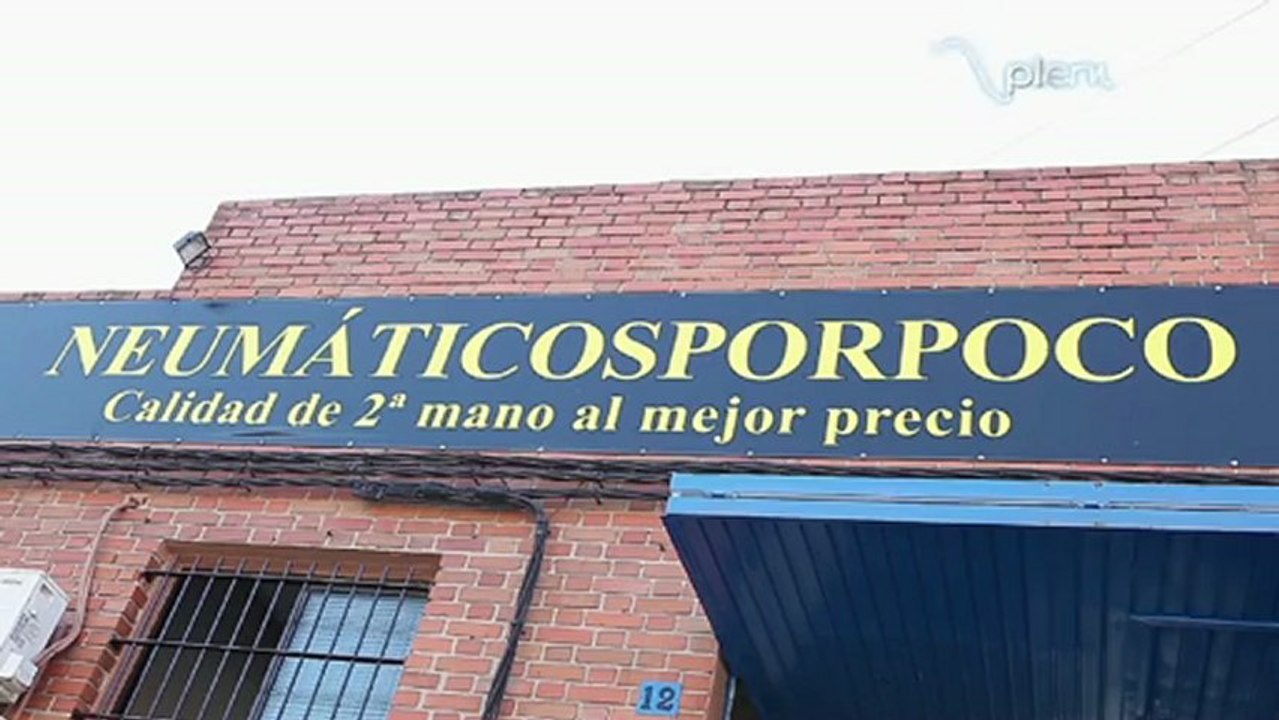 NEUMÁTICOSPORPOCO
Calidad de 2ª mano al mejor precio
12